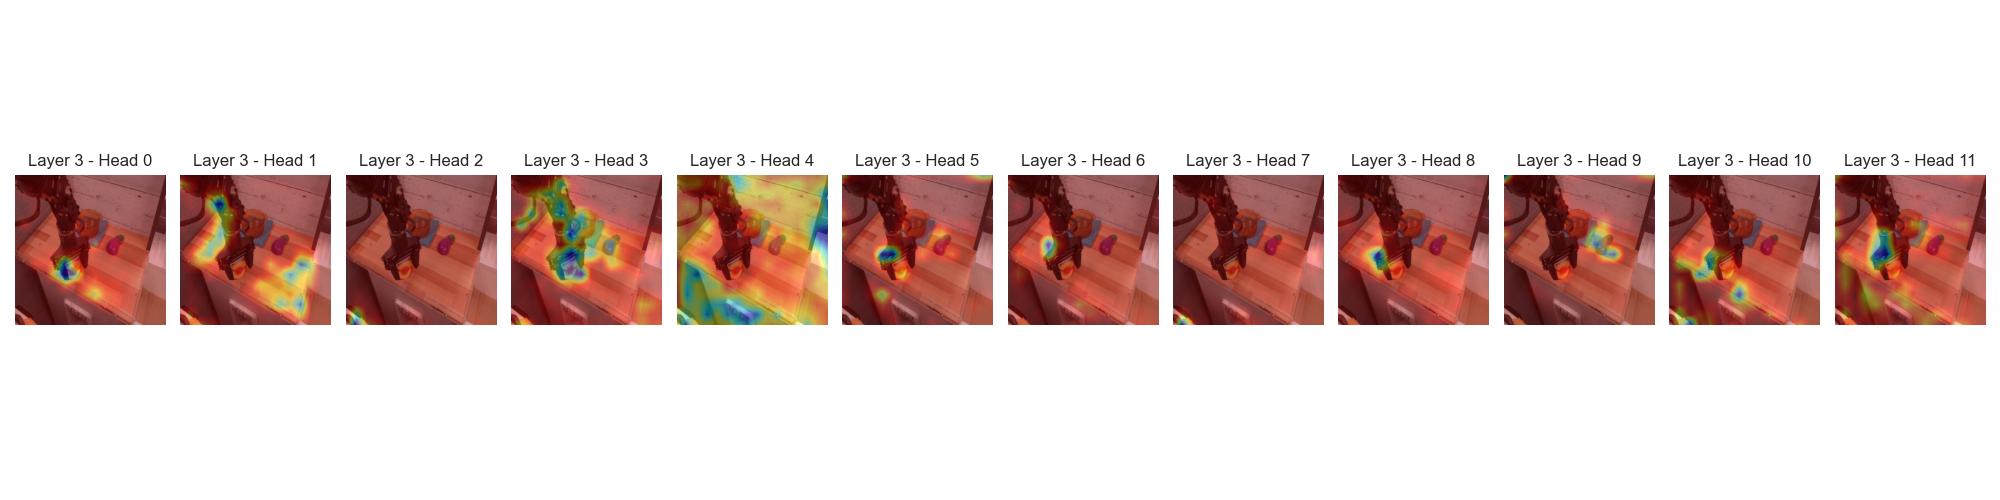 Layer 3 - Head 0
Layer 3 - Head 1
Layer 3 - Head 2
Layer 3 - Head 3
Layer 3 - Head 4
Layer 3 - Head 5
Layer 3 - Head 6
Layer 3 - Head 7
Layer 3 - Head 8
Layer 3 - Head 9
Layer 3 - Head 10
Layer 3 - Head 11